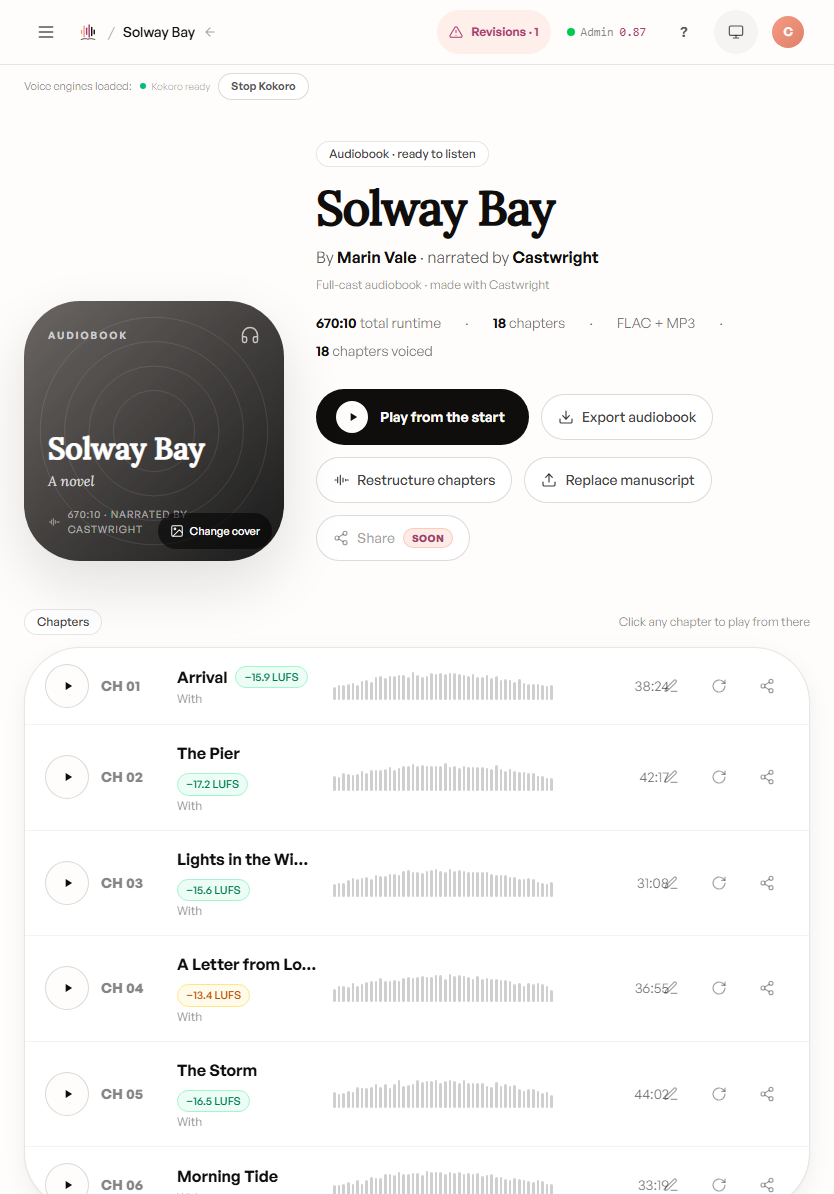 / Solway Bay ←
Revisions · 1
Admin 0.87
?
C
Voice engines loaded: Kokoro ready Stop Kokoro
Audiobook · ready to listen
Solway Bay
By Marin Vale · narrated by Castwright
Full-cast audiobook · made with Castwright
670:10 total runtime · 18 chapters · FLAC + MP3 ·
18 chapters voiced
AUDIOBOOK
Solway Bay
A novel
670:10 · NARRATED BY
CASTWRIGHT
Change cover
Play from the start
Export audiobook
Restructure chapters
Replace manuscript
Share SOON
Chapters
Click any chapter to play from there
CH 01
Arrival −15.9 LUFS
With
38:24
CH 02
The Pier
−17.2 LUFS
With
42:17
CH 03
Lights in the Wi...
−15.6 LUFS
With
31:08
CH 04
A Letter from Lo...
−13.4 LUFS
With
36:55
CH 05
The Storm
−16.5 LUFS
With
44:02
CH 06
Morning Tide
33:19